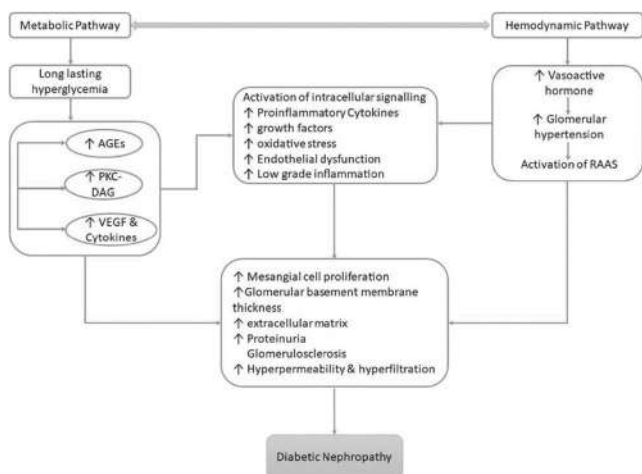 Metabolic Pathway
Hemodynamic Pathway
Long lasting
hyperglycemia
↑ AGEs
↑ PKC-
DAG
↑ VEGF &
Cytokines
Activation of intracellular signalling
↑ Proinflammatory Cytokines
↑ growth factors
↑ oxidative stress
↑ Endothelial dysfunction
↑ Low grade inflammation
↑ Vasoactive
hormone
↑ Glomerular
hypertension
Activation of RAAS
↑ Mesangial cell proliferation
↑Glomerular basement membrane
thickness
↑ extracellular matrix
↑ Proteinuria
Glomerulosclerosis
↑ Hyperpermeability & hyperfiltration
Diabetic Nephropathy